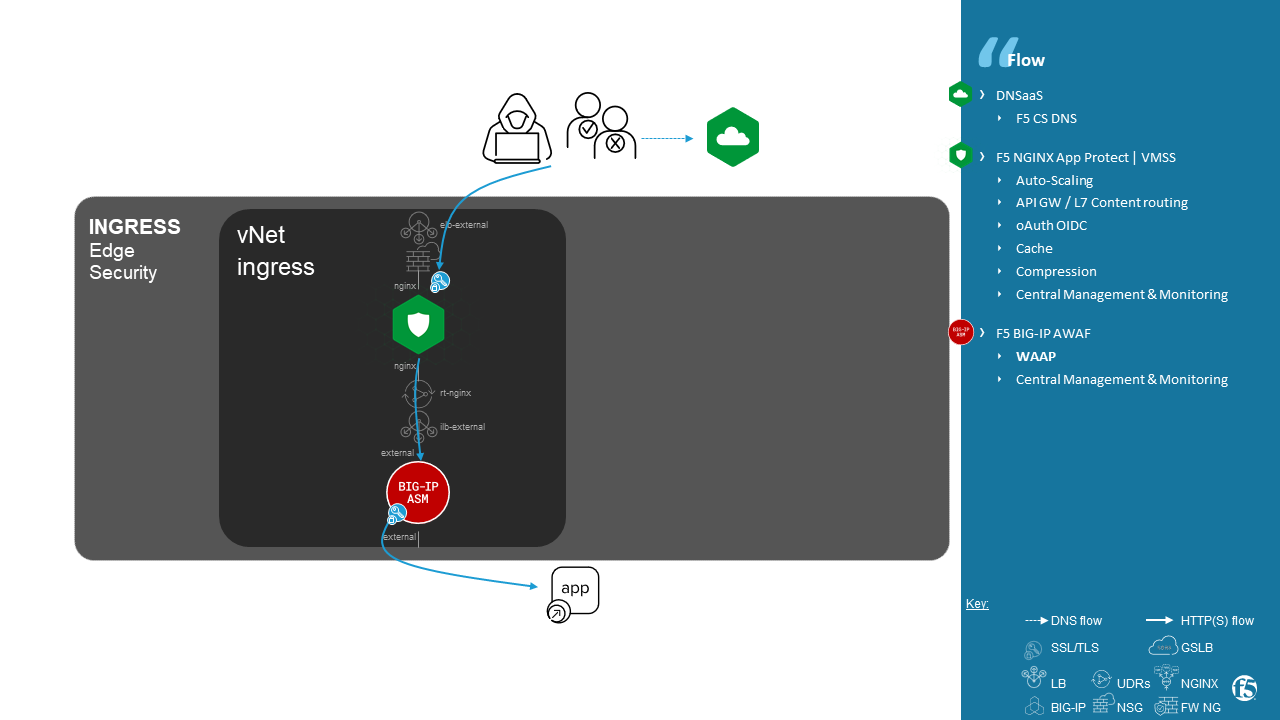 Flow
DNSaaS
F5 CS DNS
F5 NGINX App Protect | VMSS
Auto-Scaling
API GW / L7 Content routing
oAuth OIDC
Cache
Compression
Central Management & Monitoring
F5 BIG-IP AWAF
WAAP
Central Management & Monitoring
INGRESS
Edge
Security
vNet
ingress
elb-external
nginx
nginx
rt-nginx
ilb-external
external
BIG-IP
ASM
external
app
BIG-IP
ASM
Key:
DNS flow
HTTP(S) flow
SSL/TLS
GSLB
LB
UDRs
NGINX
BIG-IP
NSG
FW NG
f5